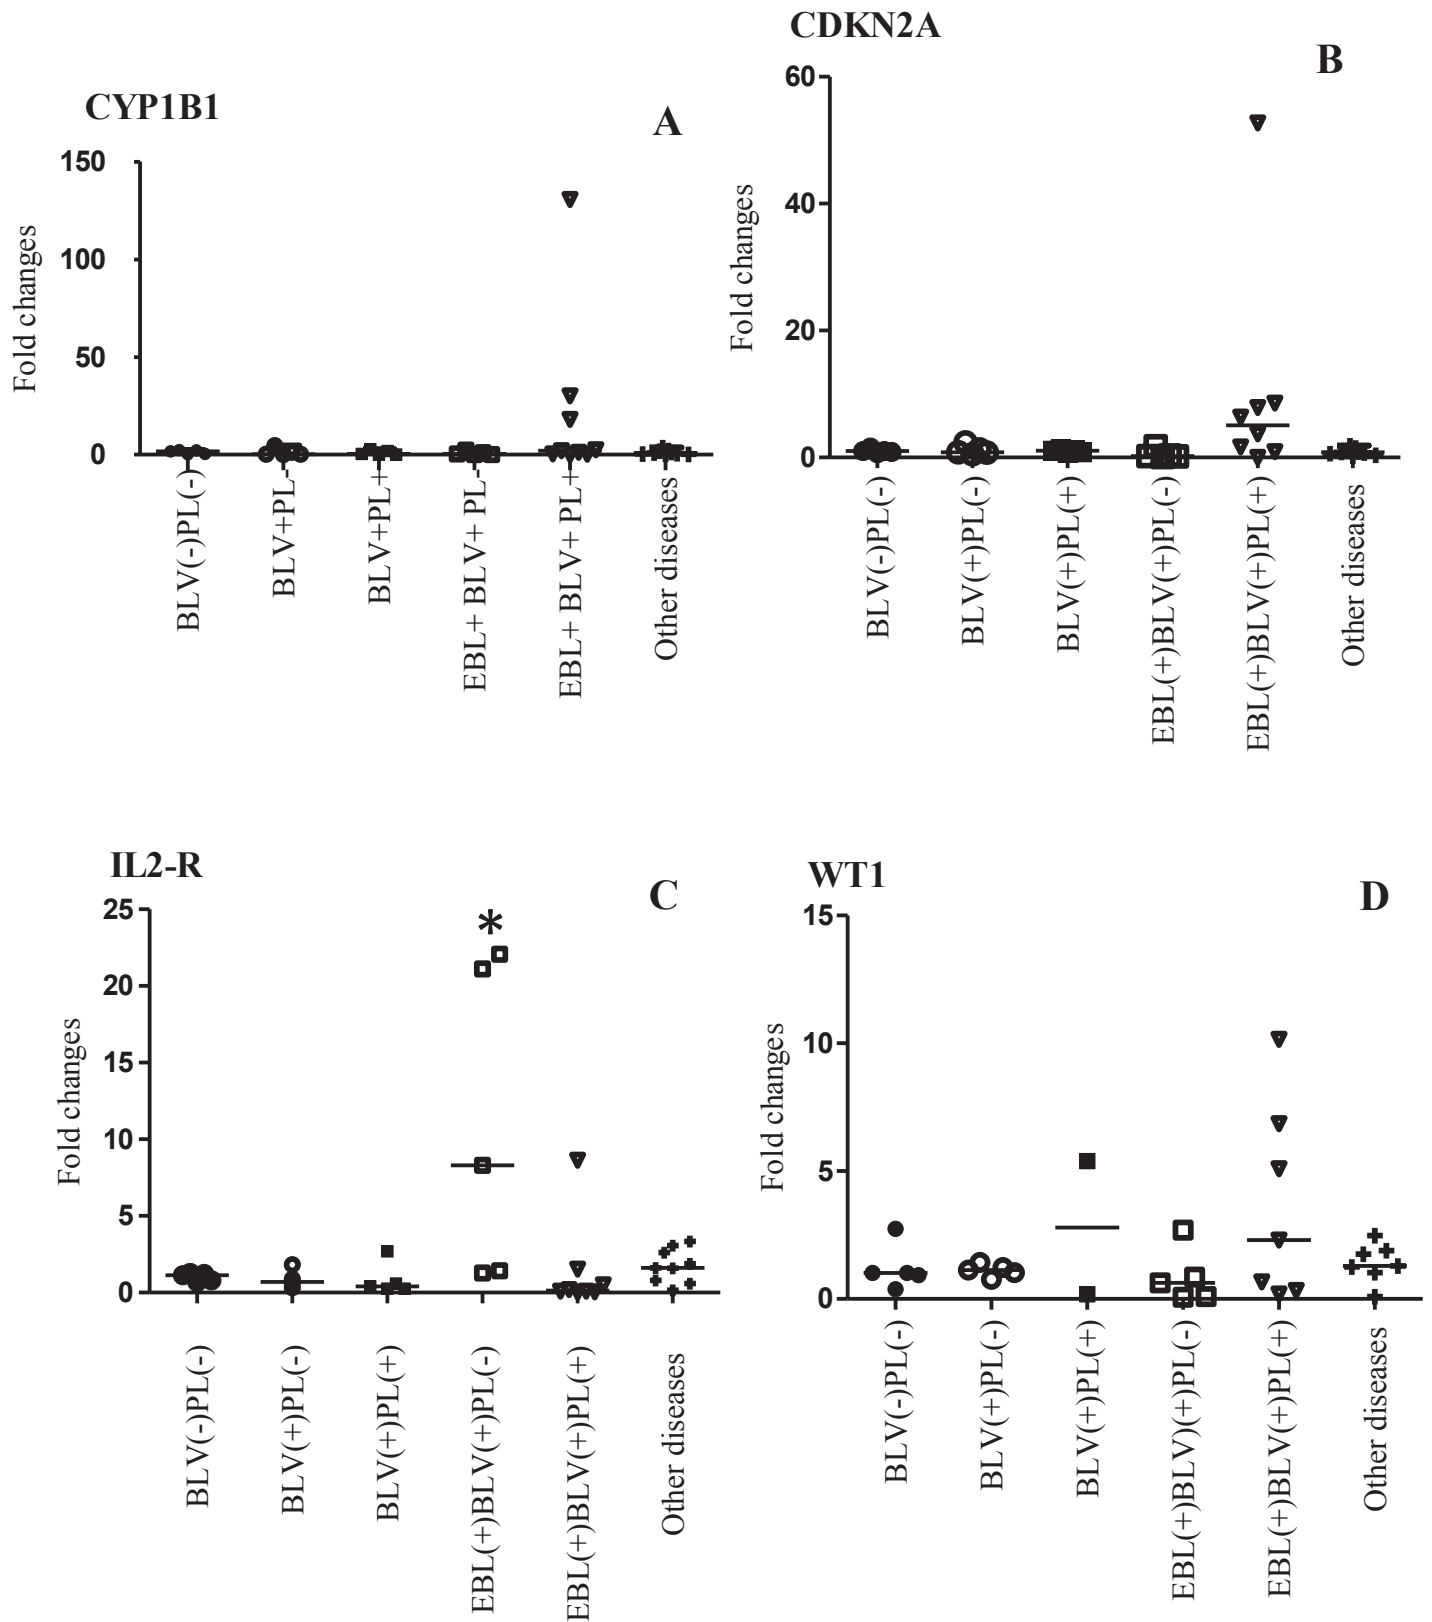 CYP1B1
A
Fold changes
150
100
50
0
BLV(-)PL(-)
BLV+PL-
BLV+PL+
EBL+ BLV+ PL-
EBL+ BLV+ PL+
Other diseases
CDKN2A
B
Fold changes
60
40
20
0
BLV(-)PL(-)
BLV(+)PL(-)
BLV(+)PL(+)
EBL(+)BLV(+)PL(-)
EBL(+)BLV(+)PL(+)
Other diseases
IL2-R
C
Fold changes
25
20
15
10
5
0
*
BLV(-)PL(-)
BLV(+)PL(-)
BLV(+)PL(+)
EBL(+)BLV(+)PL(-)
EBL(+)BLV(+)PL(+)
Other diseases
WT1
D
Fold changes
15
10
5
0
BLV(-)PL(-)
BLV(+)PL(-)
BLV(+)PL(+)
EBL(+)BLV)(+)PL(-)
EBL(+)BLV(+)PL(+)
Other diseases